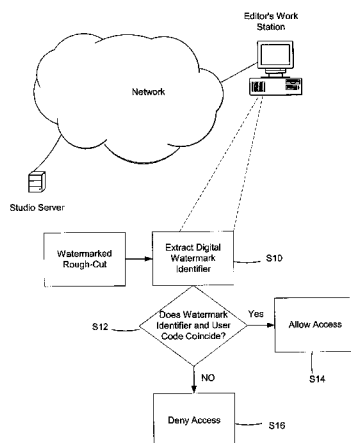 Editor's Work
Station
Network
Studio Server
Watermarked
Rough-Cut
Extract Digital
Watermark
Identifier
S10
Does Watermark
Identifier and User
Code Coincide?
S12
Yes
Allow Access
S14
NO
Deny Access
S16